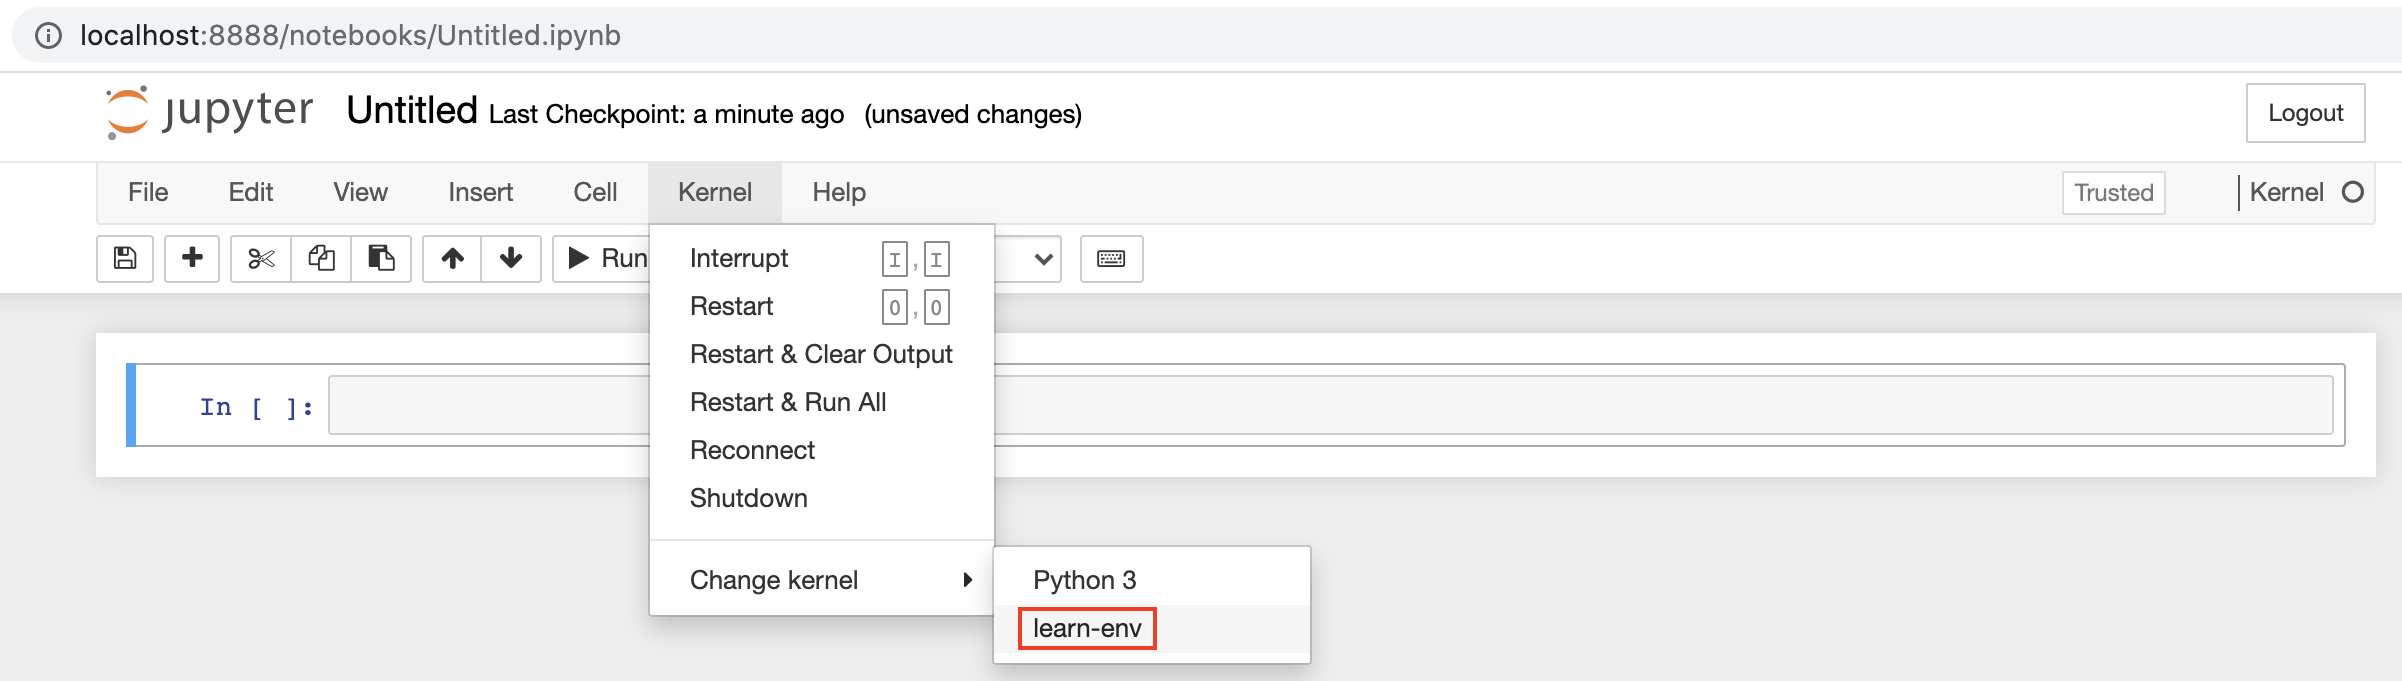 localhost:8888/notebooks/Untitled.ipynb
jupyter Untitled Last Checkpoint: a minute ago (unsaved changes) Logout
File Edit View Insert Cell Kernel Help Trusted Kernel
Run
Interrupt I,I
Restart 0,0
Restart & Clear Output
Restart & Run All
In [ ]:
Reconnect
Shutdown
Change kernel Python 3
learn-env